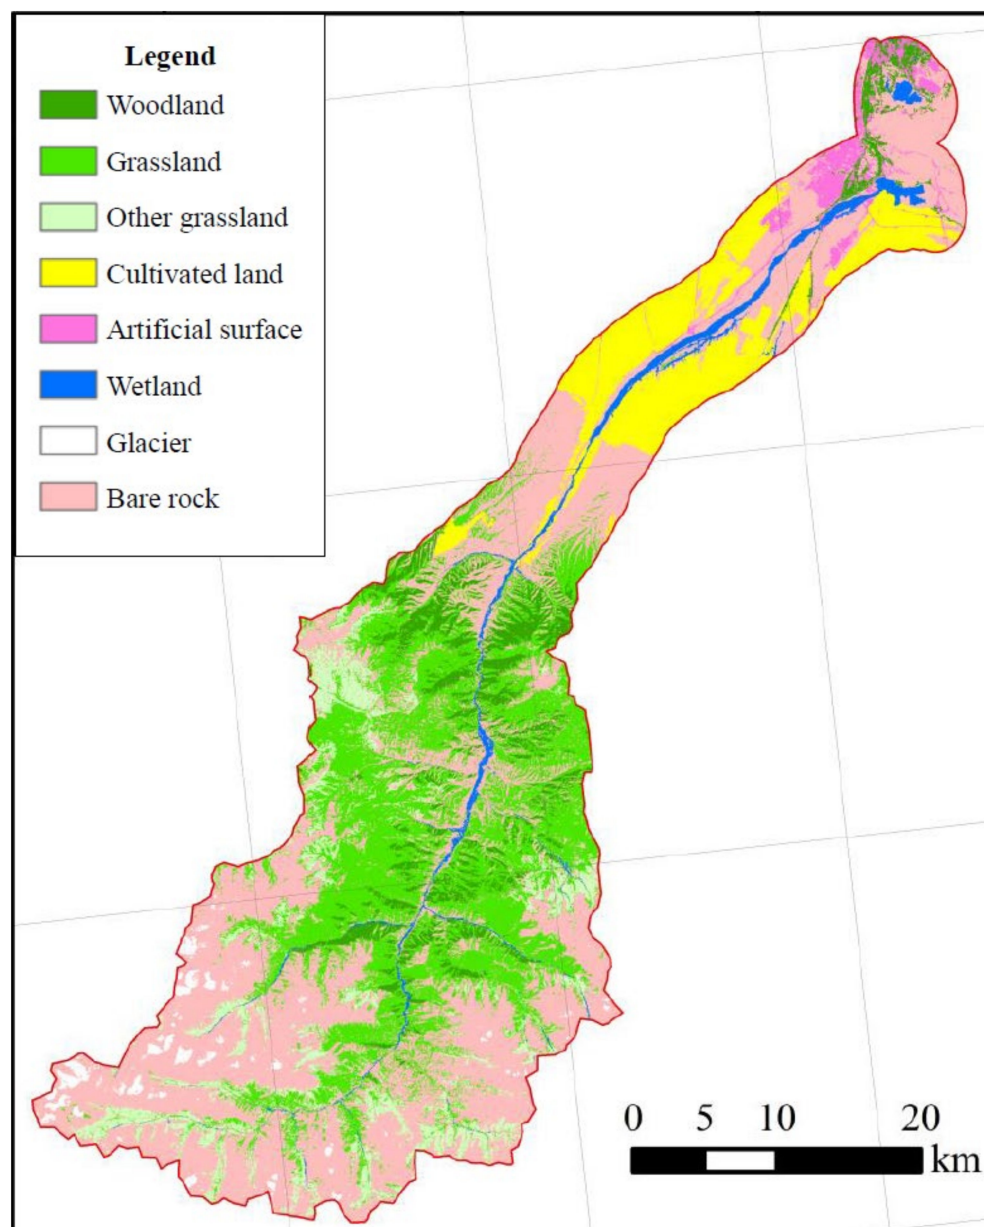 Legend
Woodland
Grassland
Other grassland
Cultivated land
Artificial surface
Wetland
Glacier
Bare rock
0 5 10 20
km